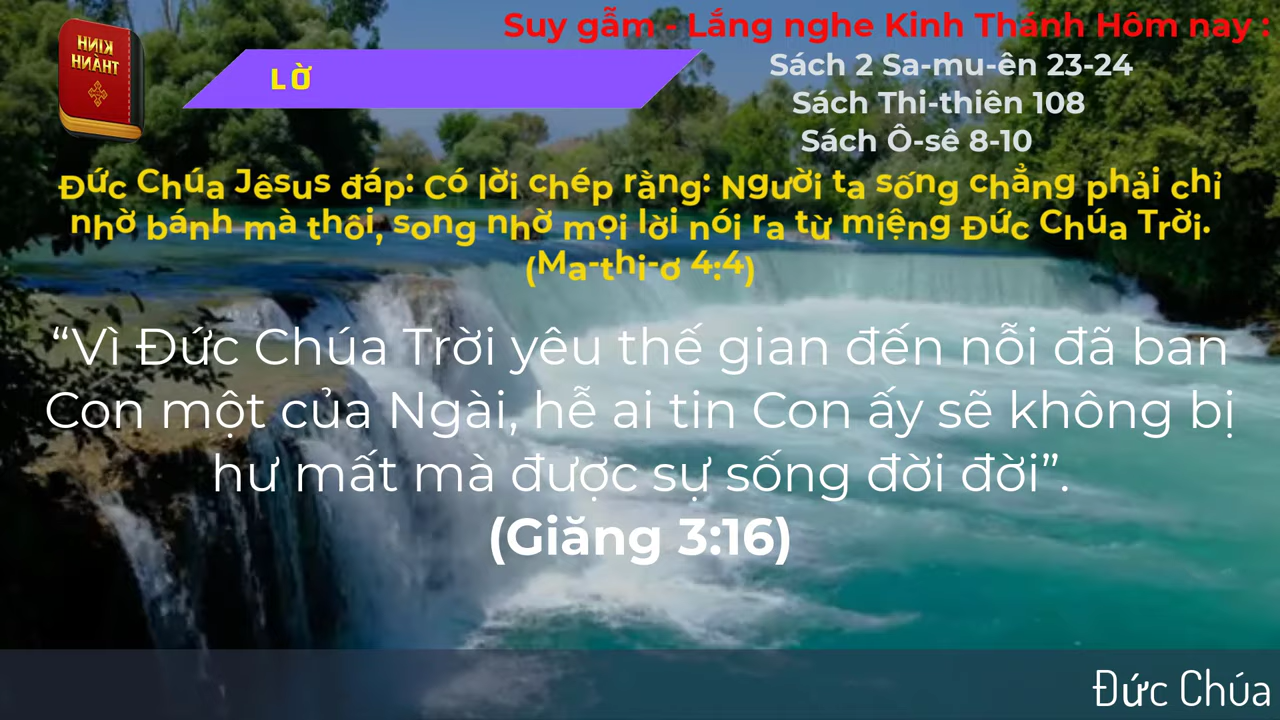 Suy gẫm - Lắng nghe Kinh Thánh Hôm nay :
KINH
THÁNH
LỜ
Sách 2 Sa-mu-ên 23-24
Sách Thi-thiên 108
Sách Ô-sê 8-10
Đức Chúa Jêsus đáp: Có lời chép rằng: Người ta sống chẳng phải chỉ
nhờ bánh mà thôi, song nhờ mọi lời nói ra từ miệng Đức Chúa Trời.
(Ma-thi-ơ 4:4)
“Vì Đức Chúa Trời yêu thế gian đến nỗi đã ban
Con một của Ngài, hễ ai tin Con ấy sẽ không bị
hư mất mà được sự sống đời đời”.
(Giăng 3:16)
Đức Chúa